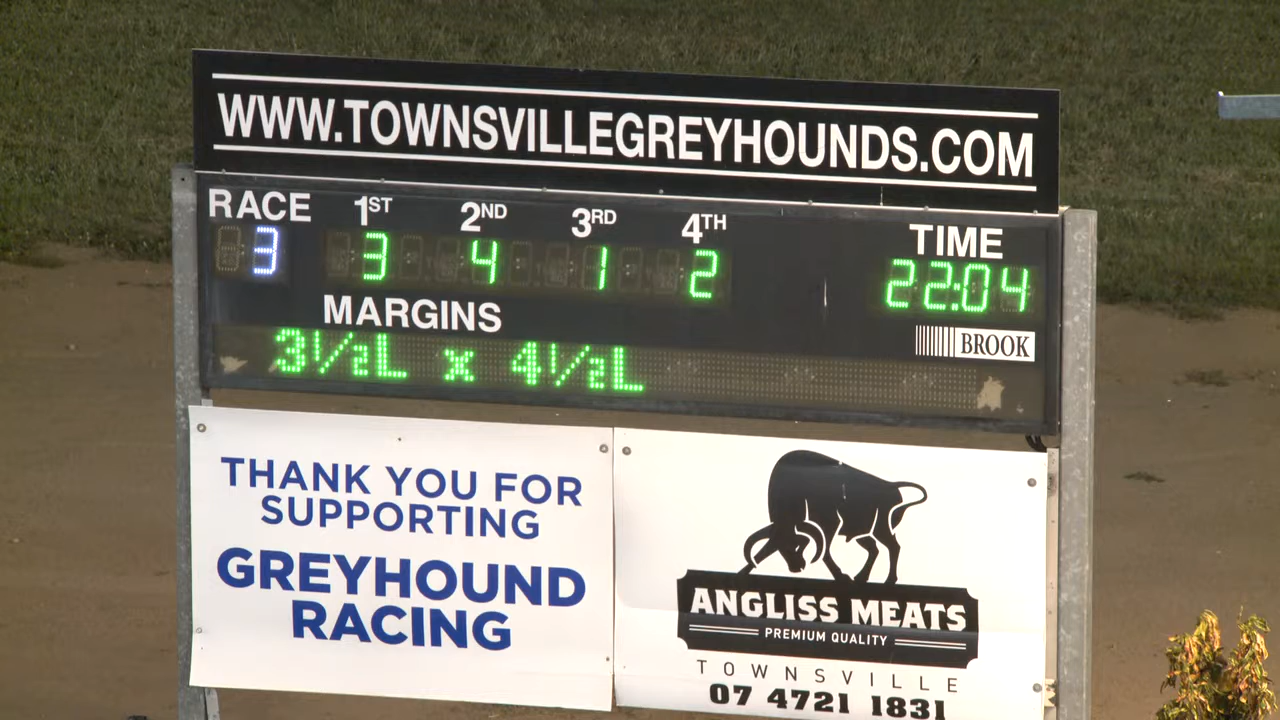 WWW.TOWNSVILLEGREYHOUNDS.COM
RACE 1ST 2ND 3RD 4TH TIME
3 3 4 1 2 22:04
MARGINS
BROOK
3½L x 4½L
THANK YOU FOR
SUPPORTING
GREYHOUND
RACING
ANGLISS MEATS
PREMIUM QUALITY
TOWNSVILLE
07 4721 1831